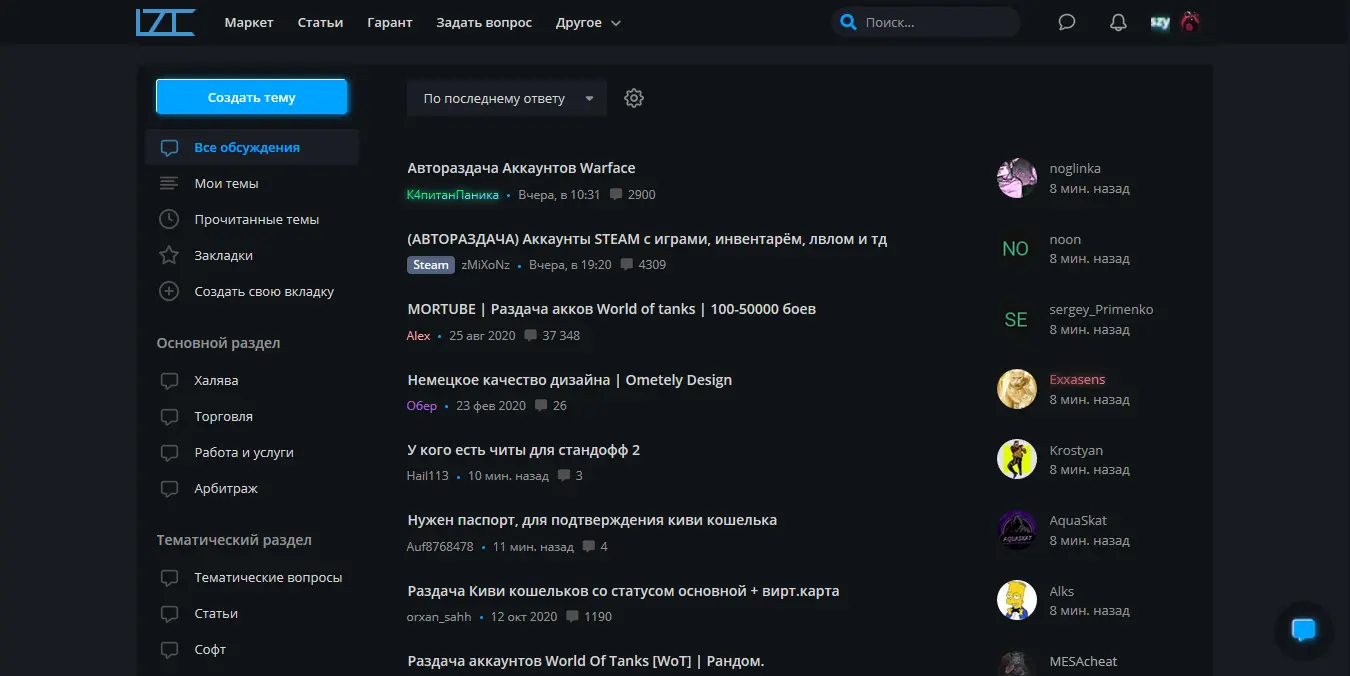 LZT Маркет Статьи Гарант Задать вопрос Другое Поиск... szy
Создать тему
Все обсуждения
Мои темы
Прочитанные темы
Закладки
Создать свою вкладку
Основной раздел
Халява
Торговля
Работа и услуги
Арбитраж
Тематический раздел
Тематические вопросы
Статьи
Софт
По последнему ответу
Автораздача Аккаунтов Warface
К4питанПаника • Вчера, в 10:31 2900
noglinka
8 мин. назад
(АВТОРАЗДАЧА) Аккаунты STEAM с играми, инвентарём, лвлом и тд
Steam zMiXoNz • Вчера, в 19:20 4309
NO
noon
8 мин. назад
MORTUBE | Раздача акков World of tanks | 100-50000 боев
Alex • 25 авг 2020 37 348
SE
sergey_Primenko
8 мин. назад
Немецкое качество дизайна | Ometely Design
Обер • 23 фев 2020 26
Exxasens
8 мин. назад
У кого есть читы для стандофф 2
Hail113 • 10 мин. назад 3
Krostyan
8 мин. назад
Нужен паспорт, для подтверждения киви кошелька
Auf8768478 • 11 мин. назад 4
AQUASKAT
AquaSkat
8 мин. назад
Раздача Киви кошельков со статусом основной + вирт.карта
orxan_sahh • 12 окт 2020 1190
Alks
8 мин. назад
Раздача аккаунтов World Of Tanks [WoT] | Рандом.
MESAcheat